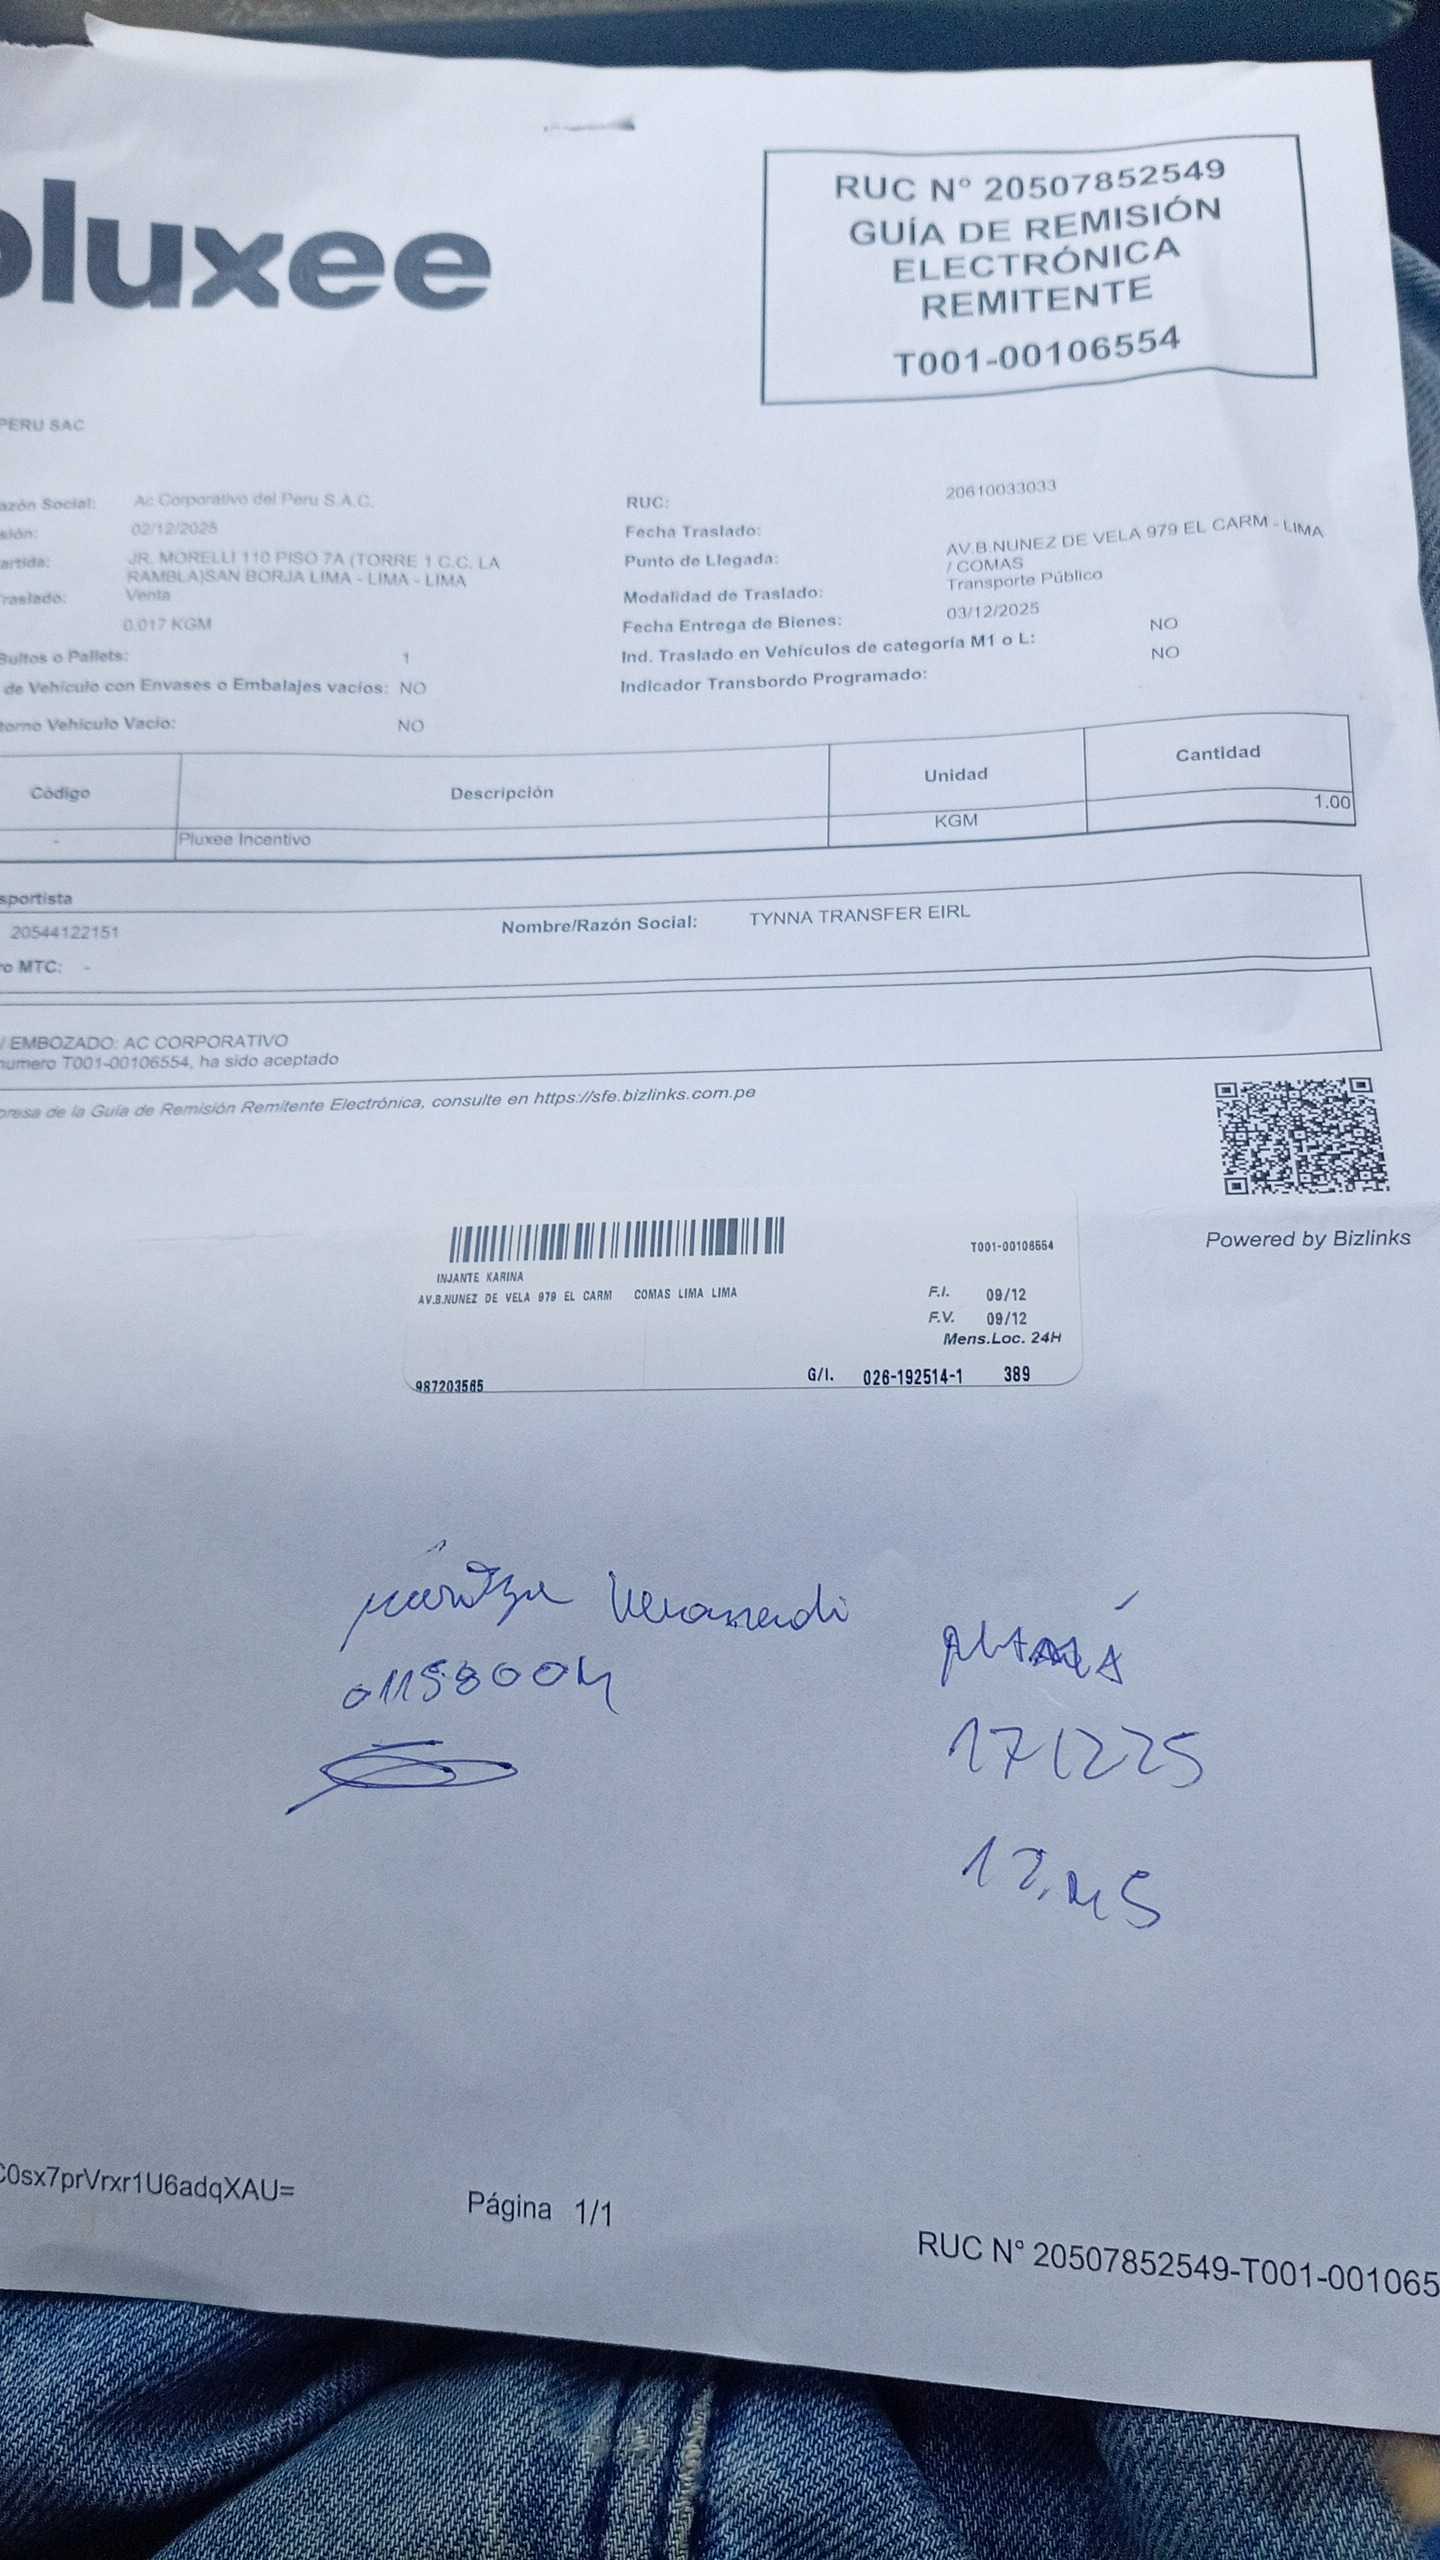 pluxee
RUC N° 20507852549
GUÍA DE REMISIÓN
ELECTRÓNICA
REMITENTE
T001-00106554
PERU SAC
azón Social: Ac Corporativo del Peru S.A.C. RUC: 20610033033
sión: 02/12/2025 Fecha Traslado:
artida: JR. MORELLI 110 PISO 7A (TORRE 1 C.C. LA RAMBLA)SAN BORJA LIMA - LIMA - LIMA Punto de Llegada: AV.B.NUNEZ DE VELA 979 EL CARM - LIMA / COMAS
raslado: Venta Modalidad de Traslado: Transporte Público
0.017 KGM Fecha Entrega de Bienes: 03/12/2025
Bultos o Pallets: 1 Ind. Traslado en Vehículos de categoría M1 o L: NO
de Vehículo con Envases o Embalajes vacíos: NO Indicador Transbordo Programado: NO
torno Vehículo Vacío: NO
Código Descripción Unidad Cantidad
- Pluxee Incentivo KGM 1.00
sportista
20544122151 Nombre/Razón Social: TYNNA TRANSFER EIRL
ro MTC: -
/ EMBOZADO: AC CORPORATIVO
numero T001-00106554, ha sido aceptado
presa de la Guía de Remisión Remitente Electrónica, consulte en https://sfe.bizlinks.com.pe
Powered by Bizlinks
T001-00106554
INJANTE KARINA
AV.B.NUNEZ DE VELA 979 EL CARM COMAS LIMA LIMA
F.I. 09/12
F.V. 09/12
Mens.Loc. 24H
987203565 G/I. 026-192514-1 389
171225
C0sx7prVrxr1U6adqXAU=
Página 1/1
RUC N° 20507852549-T001-001065